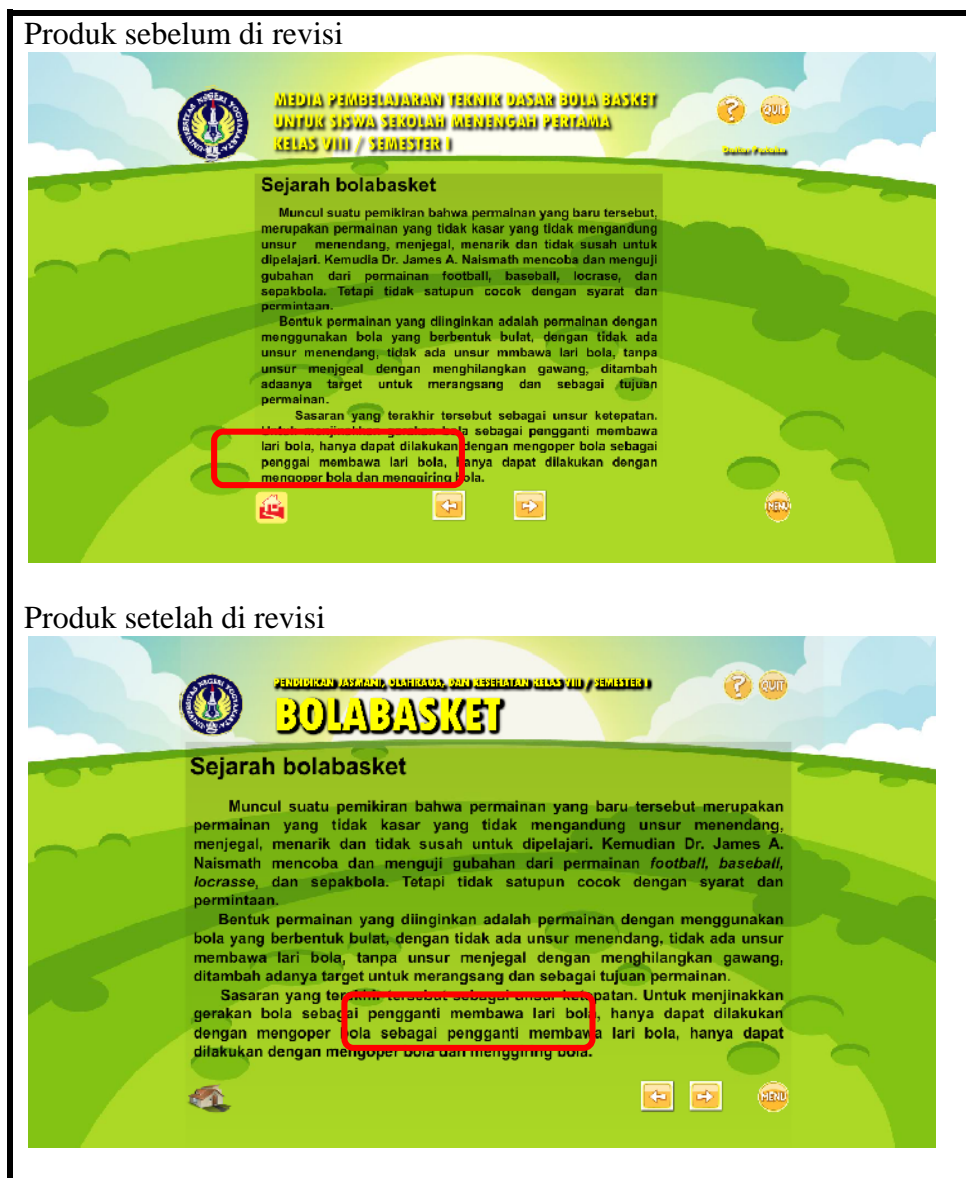 Produk sebelum di revisi
MEDIA PEMBELAJARAN TEKNIK DASAR BOLA BASKET
UNTUK SISWA SEKOLAH MENENGAH PERTAMA
KELAS VIII / SEMESTER I
?
QUIT
Daftar Pustaka
Sejarah bolabasket
Muncul suatu pemikiran bahwa permainan yang baru tersebut,
merupakan permainan yang tidak kasar yang tidak mengandung
unsur menendang, menjegal, menarik dan tidak susah untuk
dipelajari. Kemudia Dr. James A. Naismath mencoba dan menguji
gubahan dari permainan football, baseball, locrase, dan
sepakbola. Tetapi tidak satupun cocok dengan syarat dan
permintaan.
Bentuk permainan yang diinginkan adalah permainan dengan
menggunakan bola yang berbentuk bulat, dengan tidak ada
unsur menendang, tidak ada unsur mmbawa lari bola, tanpa
unsur menjgeal dengan menghilangkan gawang, ditambah
adaanya target untuk merangsang dan sebagai tujuan
permainan.
Sasaran yang terakhir tersebut sebagai unsur ketepatan.
Untuk menjinakkan gerakan bola sebagai pengganti membawa
lari bola, hanya dapat dilakukan dengan mengoper bola sebagai
penggai membawa lari bola, hanya dapat dilakukan dengan
mengoper bola dan menggiring bola.
MENU
Produk setelah di revisi
UNIVERSITAS NEGERI YOGYAKARTA
PENDIDIKAN JASMANI, OLAHRAGA, DAN KESEHATAN KELAS VIII / SEMESTER I
BOLABASKET
?
QUIT
Sejarah bolabasket
Muncul suatu pemikiran bahwa permainan yang baru tersebut merupakan
permainan yang tidak kasar yang tidak mengandung unsur menendang,
menjegal, menarik dan tidak susah untuk dipelajari. Kemudian Dr. James A.
Naismath mencoba dan menguji gubahan dari permainan football, baseball,
locrasse, dan sepakbola. Tetapi tidak satupun cocok dengan syarat dan
permintaan.
Bentuk permainan yang diinginkan adalah permainan dengan menggunakan
bola yang berbentuk bulat, dengan tidak ada unsur menendang, tidak ada unsur
membawa lari bola, tanpa unsur menjegal dengan menghilangkan gawang,
ditambah adanya target untuk merangsang dan sebagai tujuan permainan.
Sasaran yang terakhir tersebut sebagai unsur ketepatan. Untuk menjinakkan
gerakan bola sebagai pengganti membawa lari bola, hanya dapat dilakukan
dengan mengoper bola sebagai pengganti membawa lari bola, hanya dapat
dilakukan dengan mengoper bola dan menggiring bola.
MENU